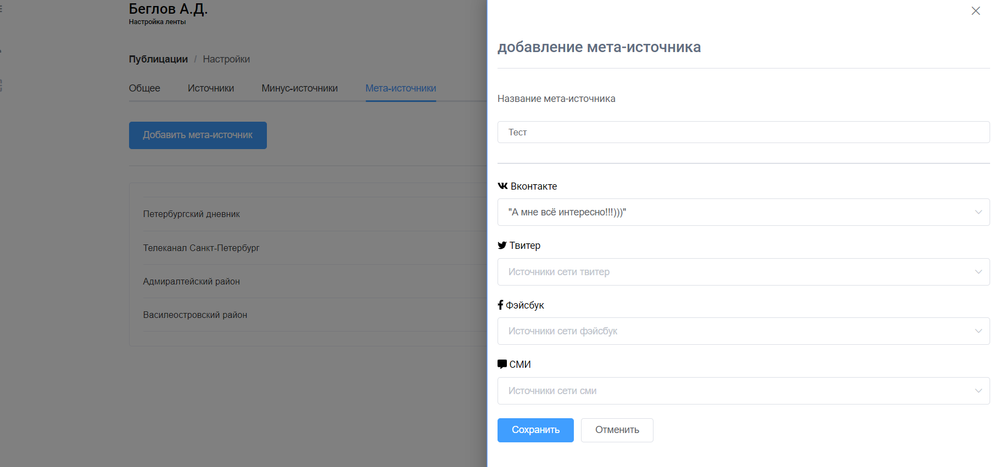 Беглов А.Д.
Настройка ленты
Публикации / Настройки
Общее Источники Минус-источники Мета-источники
Добавить мета-источник
Петербургский дневник
Телеканал Санкт-Петербург
Адмиралтейский район
Василеостровский район
добавление мета-источника
Название мета-источника
Тест
Вконтакте
"А мне всё интересно!!!)))"
Твитер
Источники сети твитер
Фэйсбук
Источники сети фэйсбук
СМИ
Источники сети сми
Сохранить Отменить